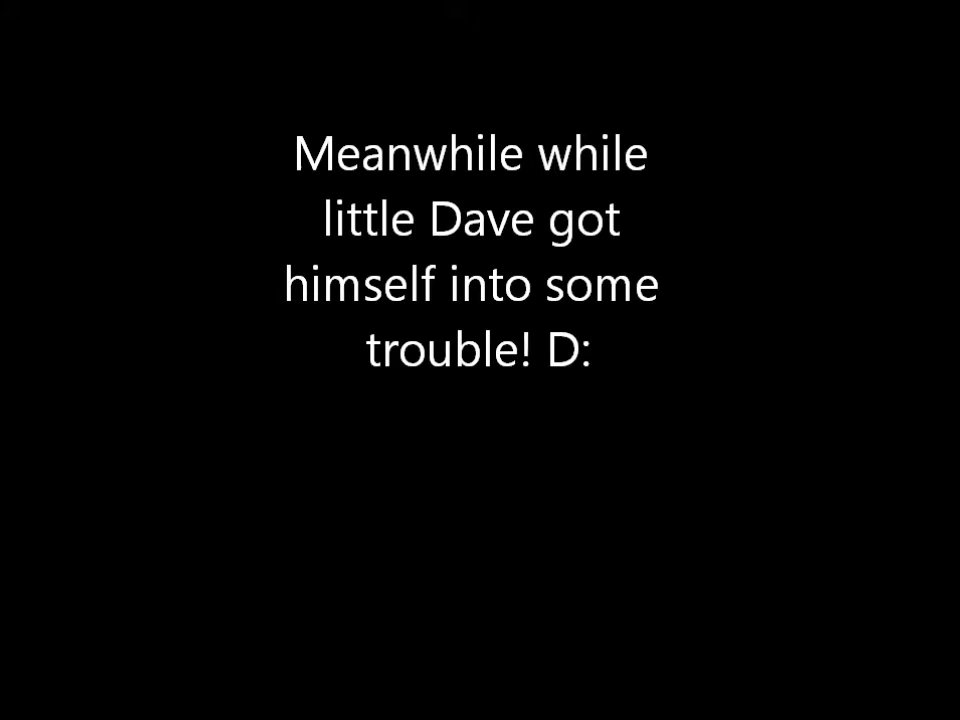 Meanwhile while
little Dave got
himself into some
trouble! D: